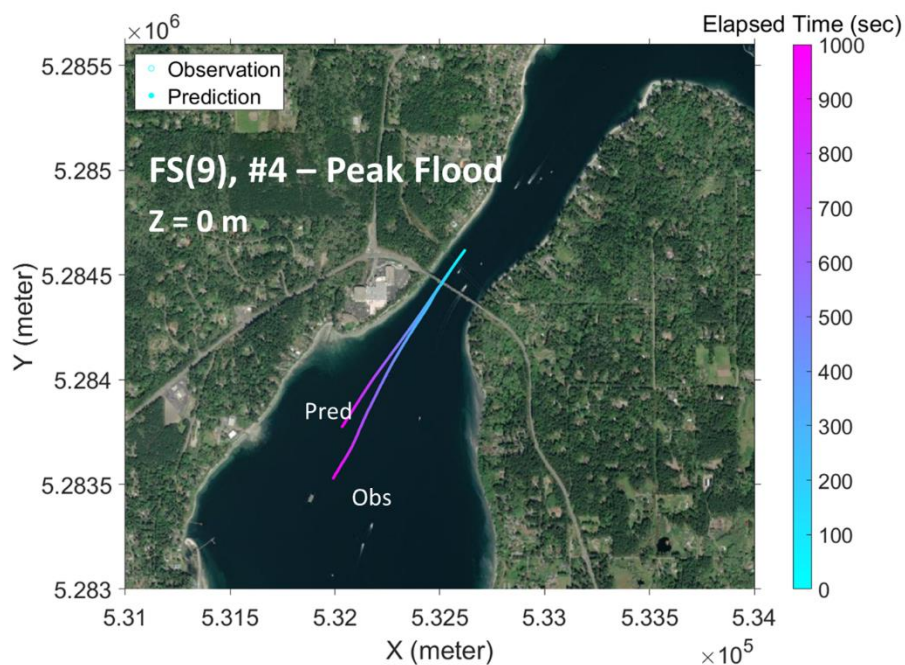 ×10⁶
Elapsed Time (sec)
Observation
Prediction
FS(9), #4 – Peak Flood
Z = 0 m
Pred
Obs
5.2855
5.285
5.2845
5.284
5.2835
5.283
Y (meter)
5.31
5.315
5.32
5.325
5.33
5.335
5.34
X (meter)
×10⁵
1000
900
800
700
600
500
400
300
200
100
0